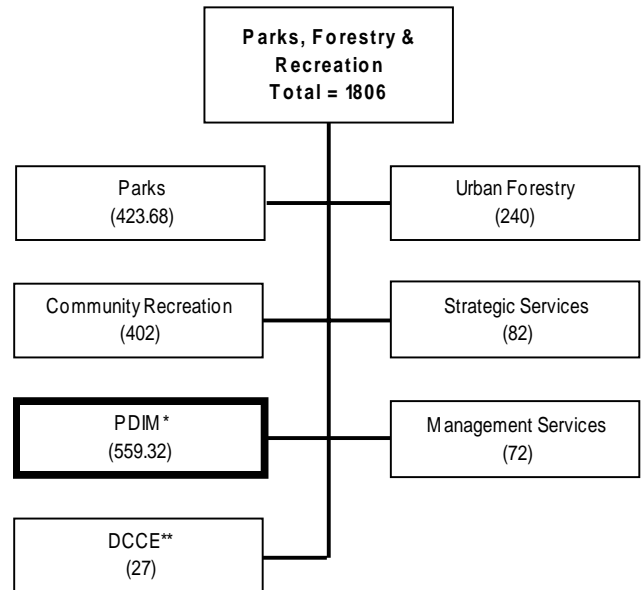 Parks, Forestry &
Recreation
Total = 1806
Parks
(423.68)
Urban Forestry
(240)
Community Recreation
(402)
Strategic Services
(82)
PDIM*
(559.32)
Management Services
(72)
DCCE**
(27)